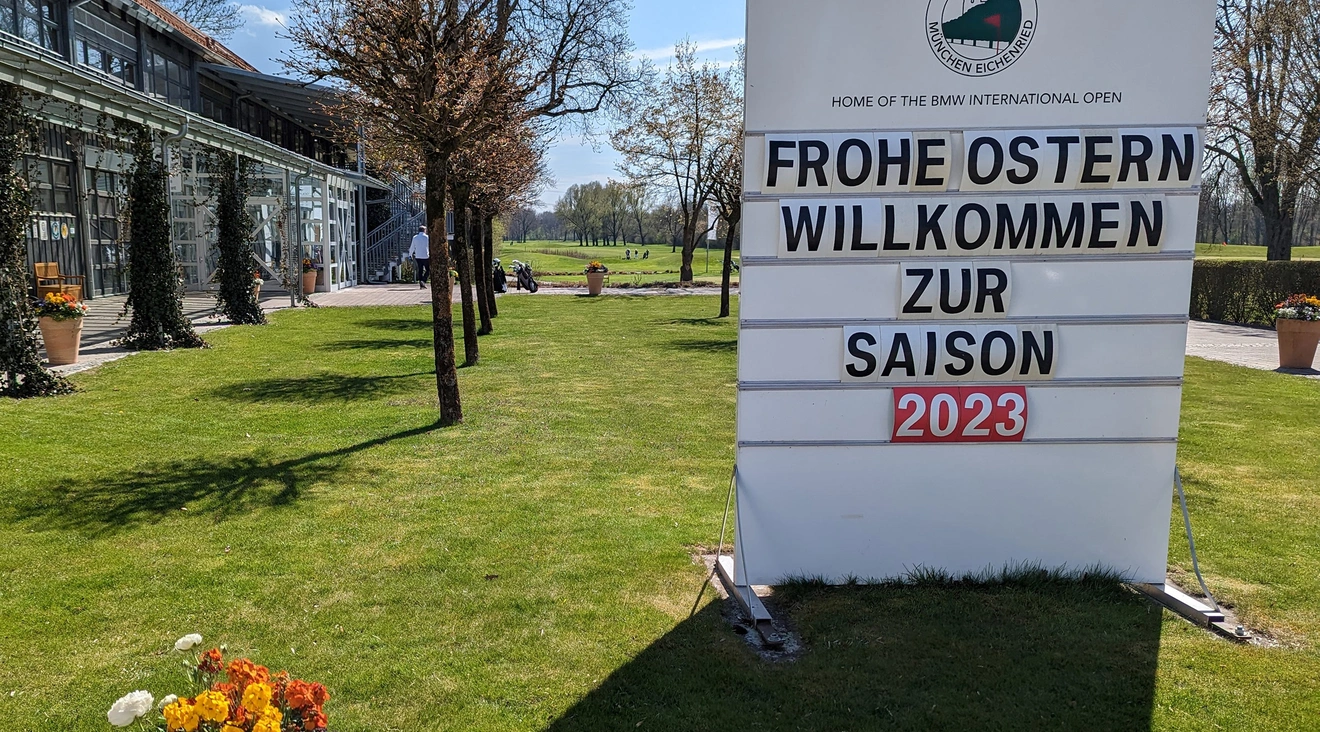 MÜNCHEN EICHENRIED
HOME OF THE BMW INTERNATIONAL OPEN
FROHE OSTERN
WILLKOMMEN
ZUR
SAISON
2023